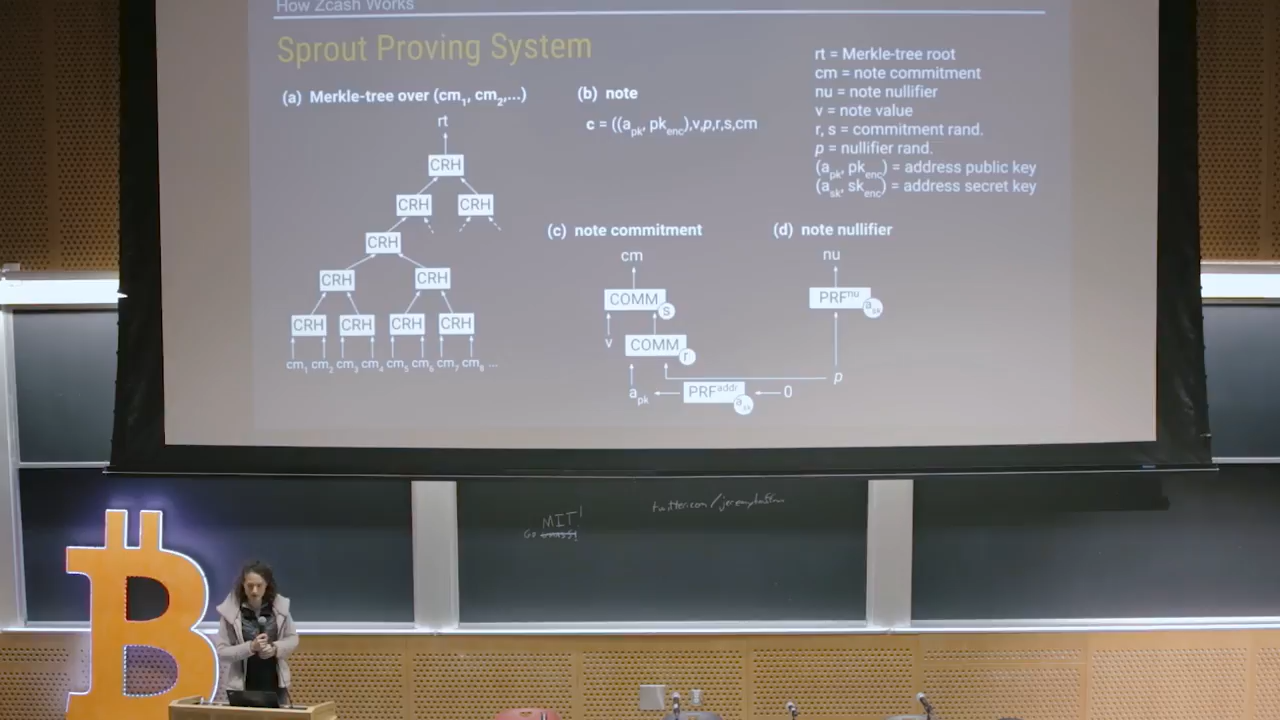 How Zcash Works
Sprout Proving System
(a) Merkle-tree over (cm1, cm2,...)
rt
CRH
CRH CRH
CRH
CRH CRH
CRH CRH CRH CRH
cm1 cm2 cm3 cm4 cm5 cm6 cm7 cm8 ...
(b) note
c = ((apk, pkenc),v,p,r,s,cm
rt = Merkle-tree root
cm = note commitment
nu = note nullifier
v = note value
r, s = commitment rand.
p = nullifier rand.
(apk, pkenc) = address public key
(ask, skenc) = address secret key
(c) note commitment
cm
COMM s
v COMM r
apk PRFaddr ask 0
(d) note nullifier
nu
PRFnu ask
p
MIT!
Go
B